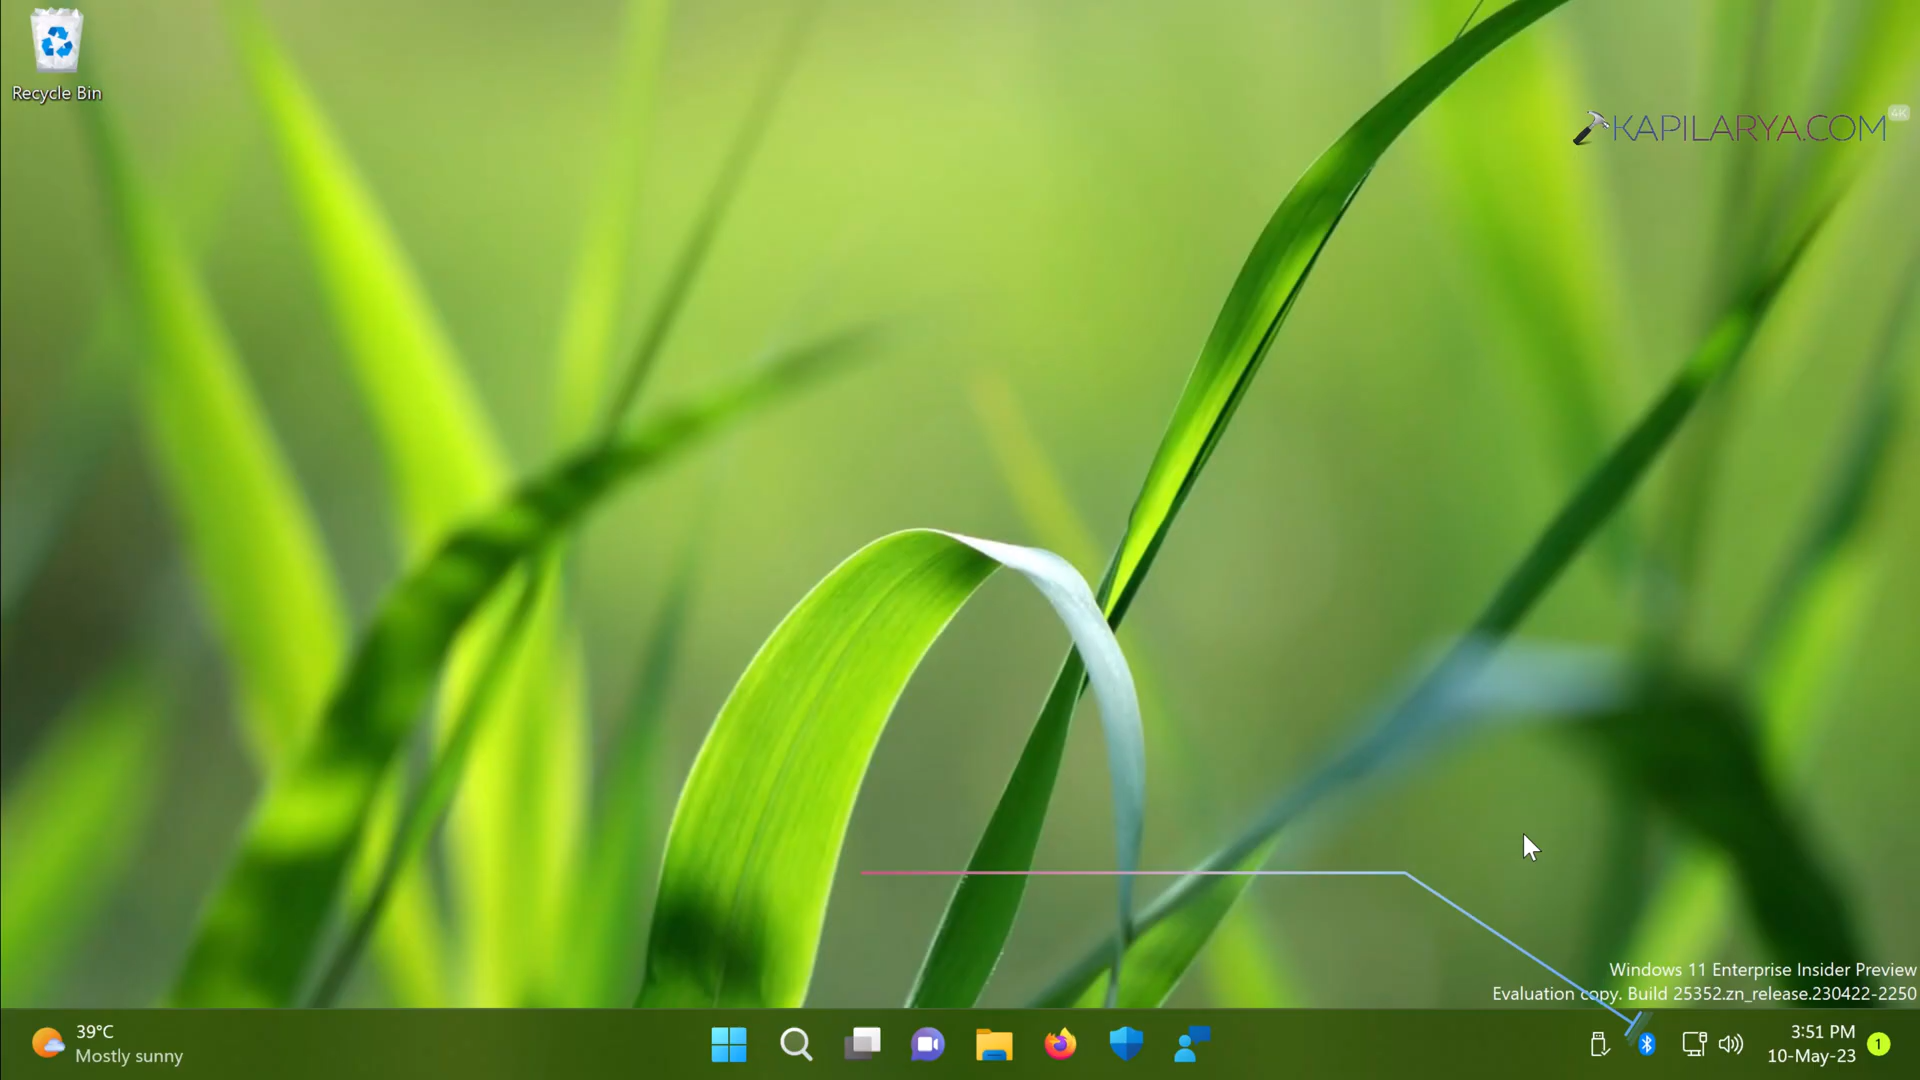 Recycle Bin
KAPILARYA.COM
4K
Windows 11 Enterprise Insider Preview
Evaluation copy. Build 25352.zn_release.230422-2250
39°C
Mostly sunny
3:51 PM
10-May-23
1